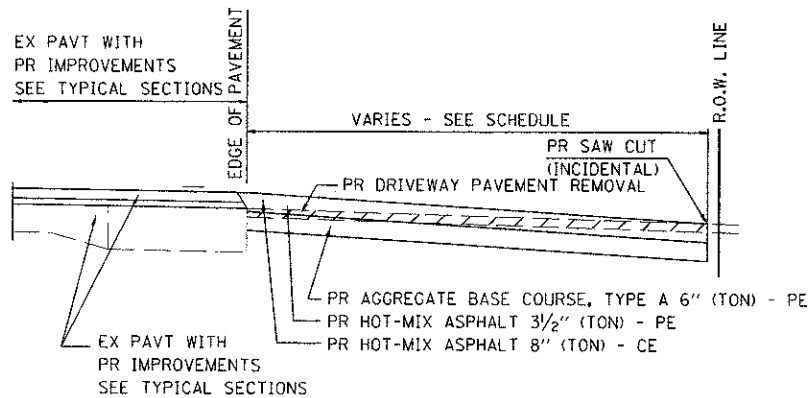 EX PAVT WITH
PR IMPROVEMENTS
SEE TYPICAL SECTIONS
EDGE OF PAVEMENT
VARIES - SEE SCHEDULE
R.O.W. LINE
PR SAW CUT
(INCIDENTAL)
PR DRIVEWAY PAVEMENT REMOVAL
PR AGGREGATE BASE COURSE, TYPE A 6" (TON) - PE
PR HOT-MIX ASPHALT 3½" (TON) - PE
PR HOT-MIX ASPHALT 8" (TON) - CE
EX PAVT WITH
PR IMPROVEMENTS
SEE TYPICAL SECTIONS